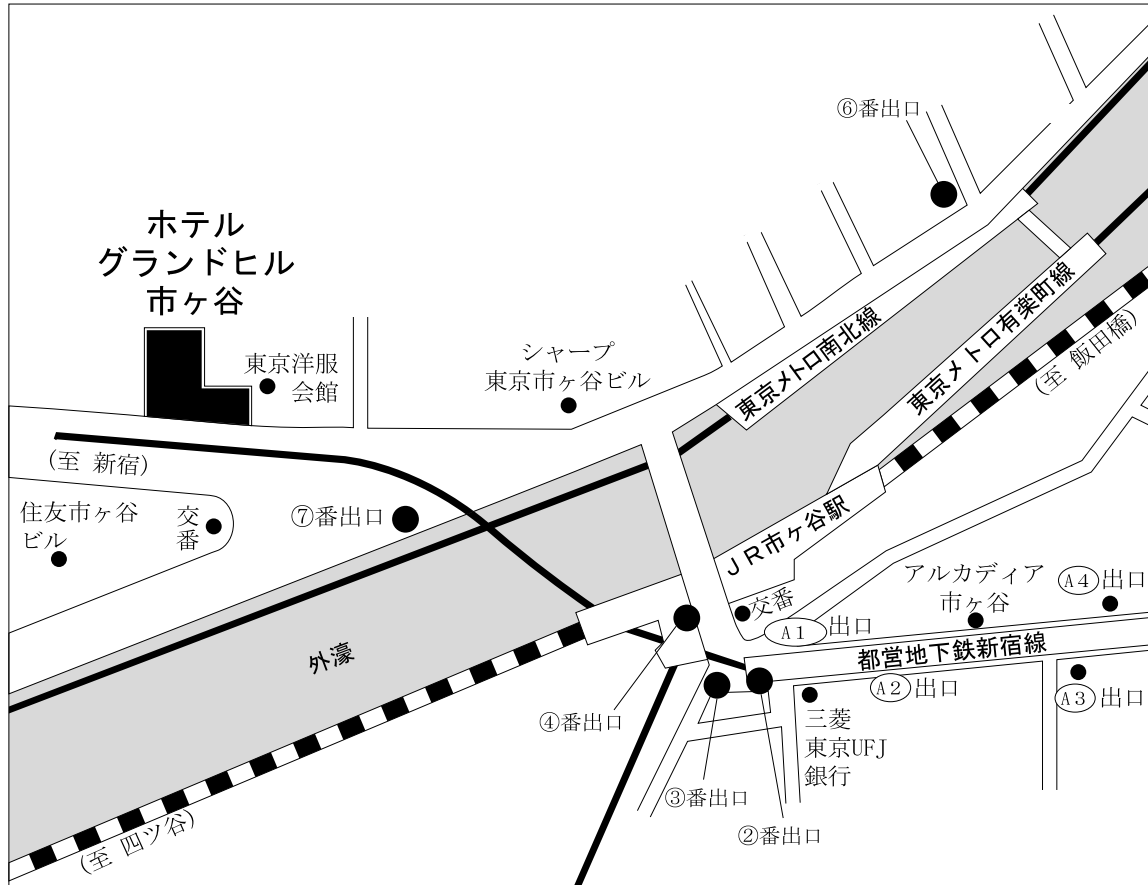 ⑥番出口
ホテル
グランドヒル
市ヶ谷
東京洋服
会館
シャープ
東京市ヶ谷ビル
東京メトロ南北線
東京メトロ有楽町線
(至 飯田橋)
(至 新宿)
住友市ヶ谷
ビル
交番
⑦番出口
JR市ヶ谷駅
交番
アルカディア
市ヶ谷
A4出口
A1 出口
都営地下鉄新宿線
A2出口
A3出口
外濠
④番出口
三菱
東京UFJ
銀行
③番出口
②番出口
(至 四ツ谷)